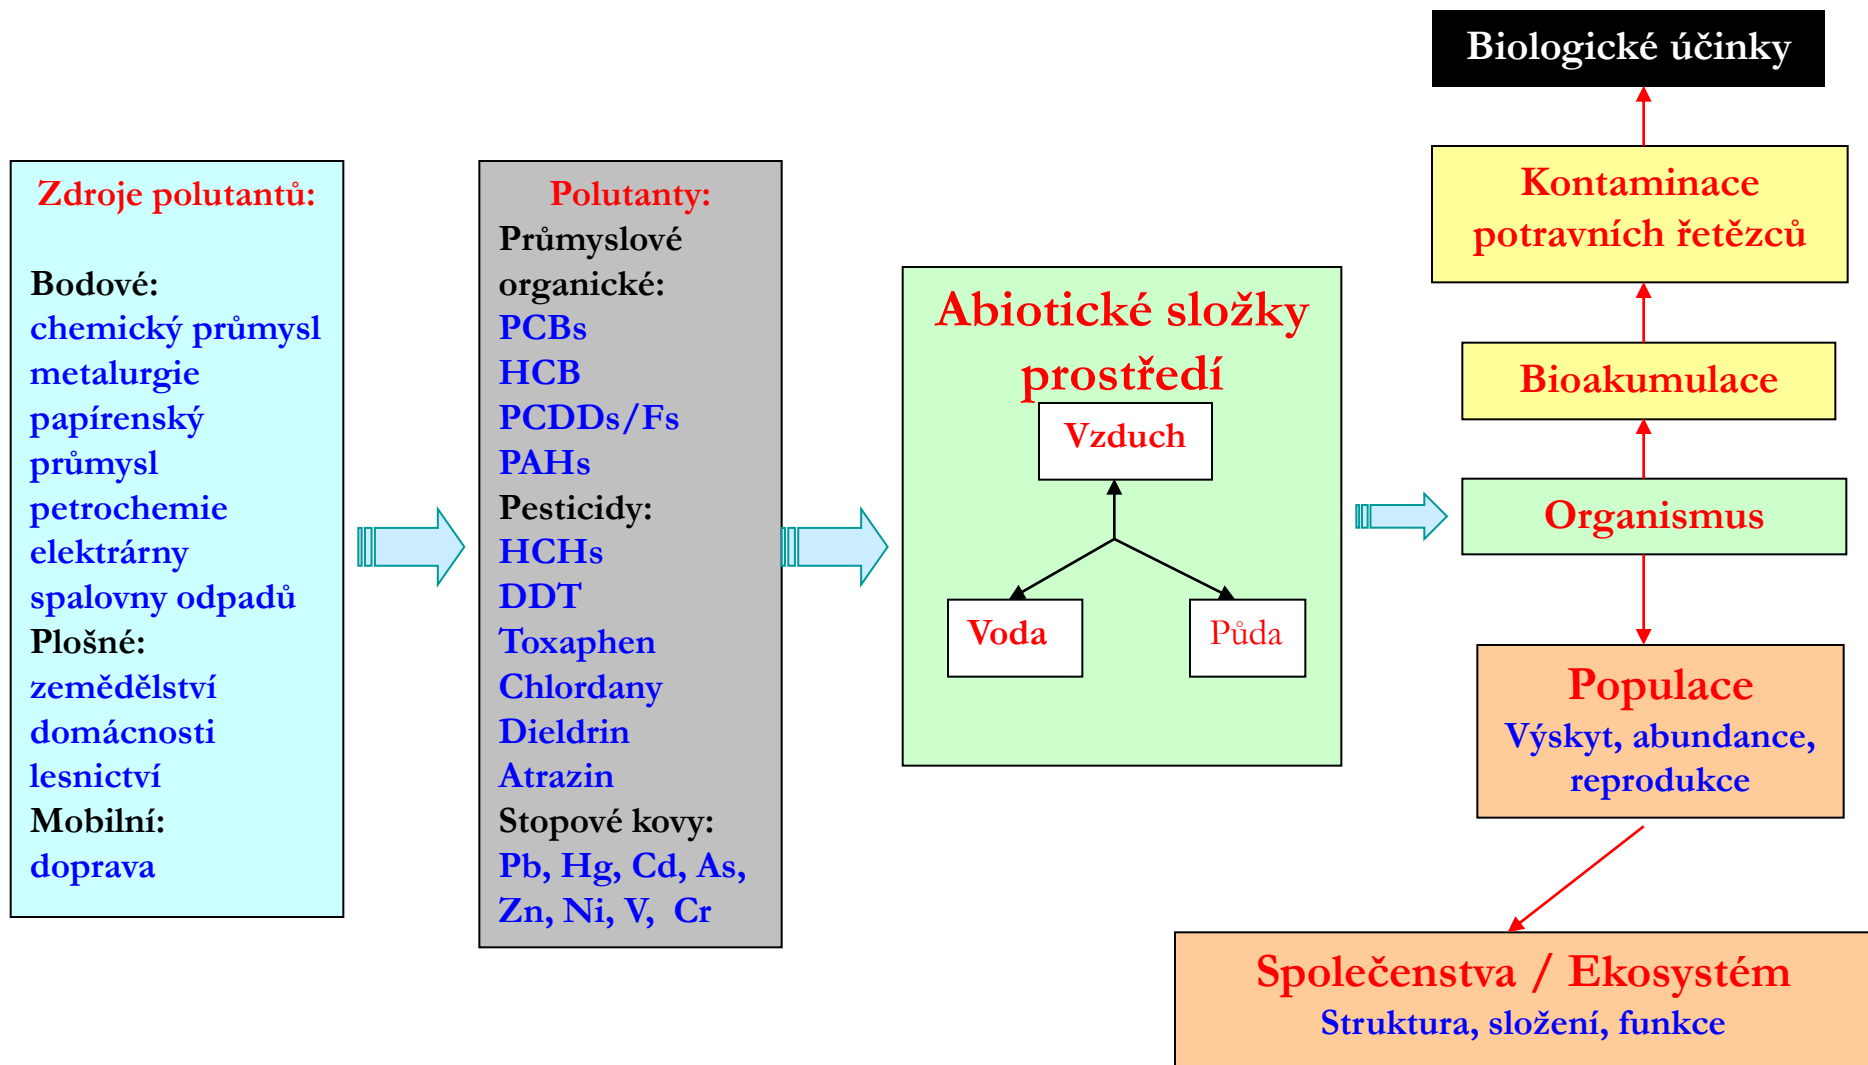 Zdroje polutantů:
Bodové:
chemický průmysl
metalurgie
papírenský
průmysl
petrochemie
elektrárny
spalovny odpadů
Plošné:
zemědělství
domácnosti
lesnictví
Mobilní:
doprava
Polutanty:
Průmyslové
organické:
PCBs
HCB
PCDDs/Fs
PAHs
Pesticidy:
HCHs
DDT
Toxaphen
Chlordany
Dieldrin
Atrazin
Stopové kovy:
Pb, Hg, Cd, As,
Zn, Ni, V, Cr
Abiotické složky
prostředí
Vzduch
Voda
Půda
Biologické účinky
Kontaminace
potravních řetězců
Bioakumulace
Organismus
Populace
Výskyt, abundance,
reprodukce
Společenstva / Ekosystém
Struktura, složení, funkce